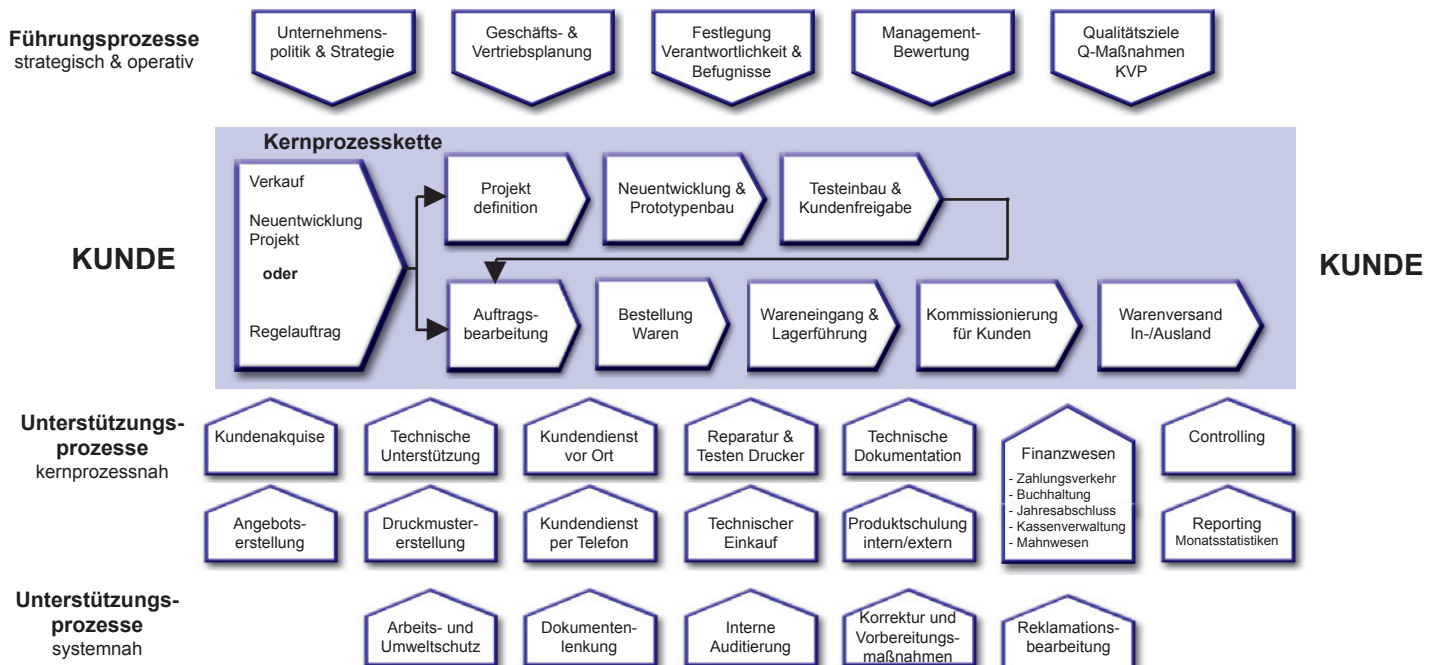 Führungsprozesse
strategisch & operativ
Unternehmens-
politik & Strategie
Geschäfts- &
Vertriebsplanung
Festlegung
Verantwortlichkeit &
Befugnisse
Management-
Bewertung
Qualitätsziele
Q-Maßnahmen
KVP
Kernprozesskette
KUNDE
Verkauf
Neuentwicklung
Projekt
oder
Regelauftrag
Projekt
definition
Neuentwicklung &
Prototypenbau
Testeinbau &
Kundenfreigabe
Auftrags-
bearbeitung
Bestellung
Waren
Wareneingang &
Lagerführung
Kommissionierung
für Kunden
Warenversand
In-/Ausland
KUNDE
Unterstützungs-
prozesse
kernprozessnah
Kundenakquise
Technische
Unterstützung
Kundendienst
vor Ort
Reparatur &
Testen Drucker
Technische
Dokumentation
Finanzwesen
- Zahlungsverkehr
- Buchhaltung
- Jahresabschluss
- Kassenverwaltung
- Mahnwesen
Controlling
Angebots-
erstellung
Druckmuster-
erstellung
Kundendienst
per Telefon
Technischer
Einkauf
Produktschulung
intern/extern
Reporting
Monatsstatistiken
Unterstützungs-
prozesse
systemnah
Arbeits- und
Umweltschutz
Dokumenten-
lenkung
Interne
Auditierung
Korrektur und
Vorbereitungs-
maßnahmen
Reklamations-
bearbeitung